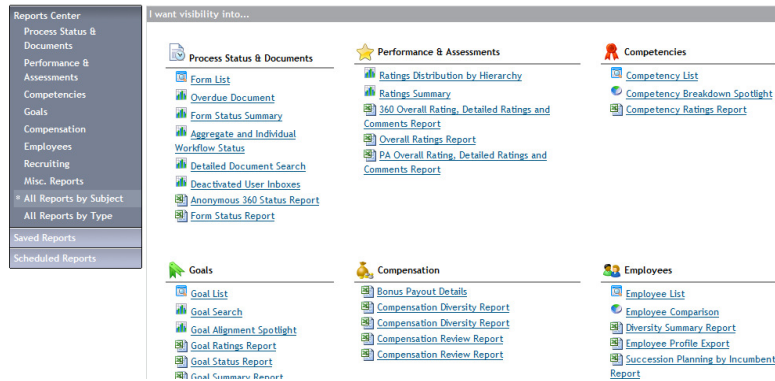 Reports Center
Process Status &
Documents
Performance &
Assessments
Competencies
Goals
Compensation
Employees
Recruiting
Misc. Reports
* All Reports by Subject
All Reports by Type
Saved Reports
Scheduled Reports
I want visibility into...
Process Status & Documents
Form List
Overdue Document
Form Status Summary
Aggregate and Individual
Workflow Status
Detailed Document Search
Deactivated User Inboxes
Anonymous 360 Status Report
Form Status Report
Performance & Assessments
Ratings Distribution by Hierarchy
Ratings Summary
360 Overall Rating, Detailed Ratings and
Comments Report
Overall Ratings Report
PA Overall Rating, Detailed Ratings and
Comments Report
Competencies
Competency List
Competency Breakdown Spotlight
Competency Ratings Report
Goals
Goal List
Goal Search
Goal Alignment Spotlight
Goal Ratings Report
Goal Status Report
Goal Summary Report
Compensation
Bonus Payout Details
Compensation Diversity Report
Compensation Diversity Report
Compensation Review Report
Compensation Review Report
Employees
Employee List
Employee Comparison
Diversity Summary Report
Employee Profile Export
Succession Planning by Incumbent
Report